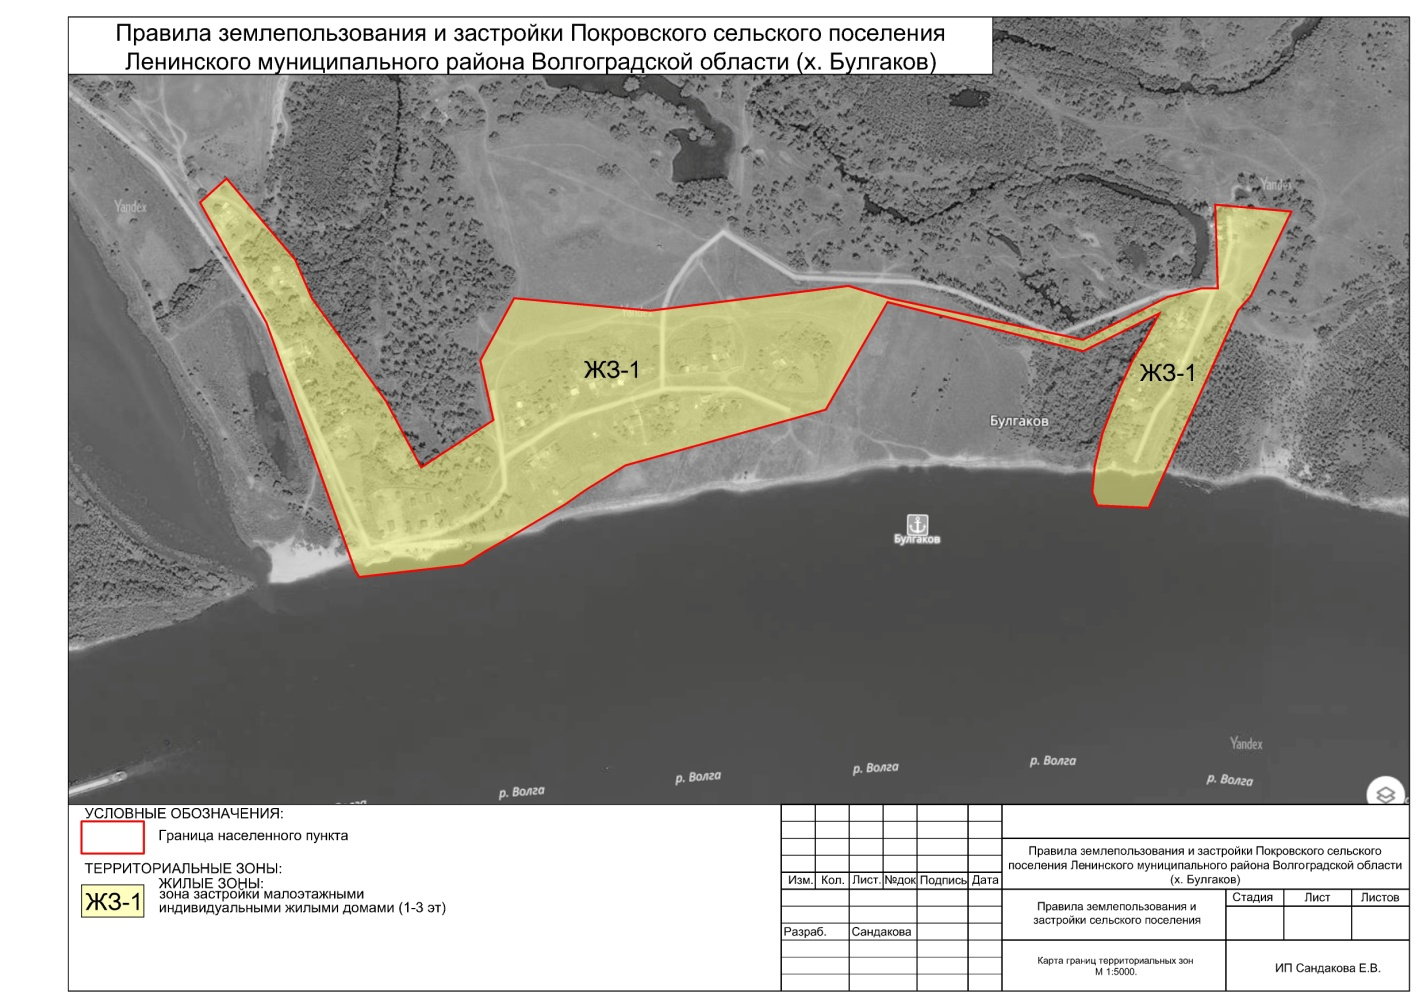 Правила землепользования и застройки Покровского сельского поселения
Ленинского муниципального района Волгоградской области (х. Булгаков)
Yandex
Yandex
Yandex
ЖЗ-1
ЖЗ-1
Булгаков
Булгаков
Yandex
р. Волга
р. Волга
р. Волга
р. Волга
р. Волга
УСЛОВНЫЕ ОБОЗНАЧЕНИЯ:
Граница населенного пункта
ТЕРРИТОРИАЛЬНЫЕ ЗОНЫ:
ЖИЛЫЕ ЗОНЫ:
ЖЗ-1
зона застройки малоэтажными
индивидуальными жилыми домами (1-3 эт)
Изм. Кол. Лист. №док Подпись Дата
Разраб. Сандакова
Правила землепользования и застройки Покровского сельского
поселения Ленинского муниципального района Волгоградской области
(х. Булгаков)
Правила землепользования и
застройки сельского поселения
Стадия Лист Листов
Карта границ территориальных зон
М 1:5000.
ИП Сандакова Е.В.